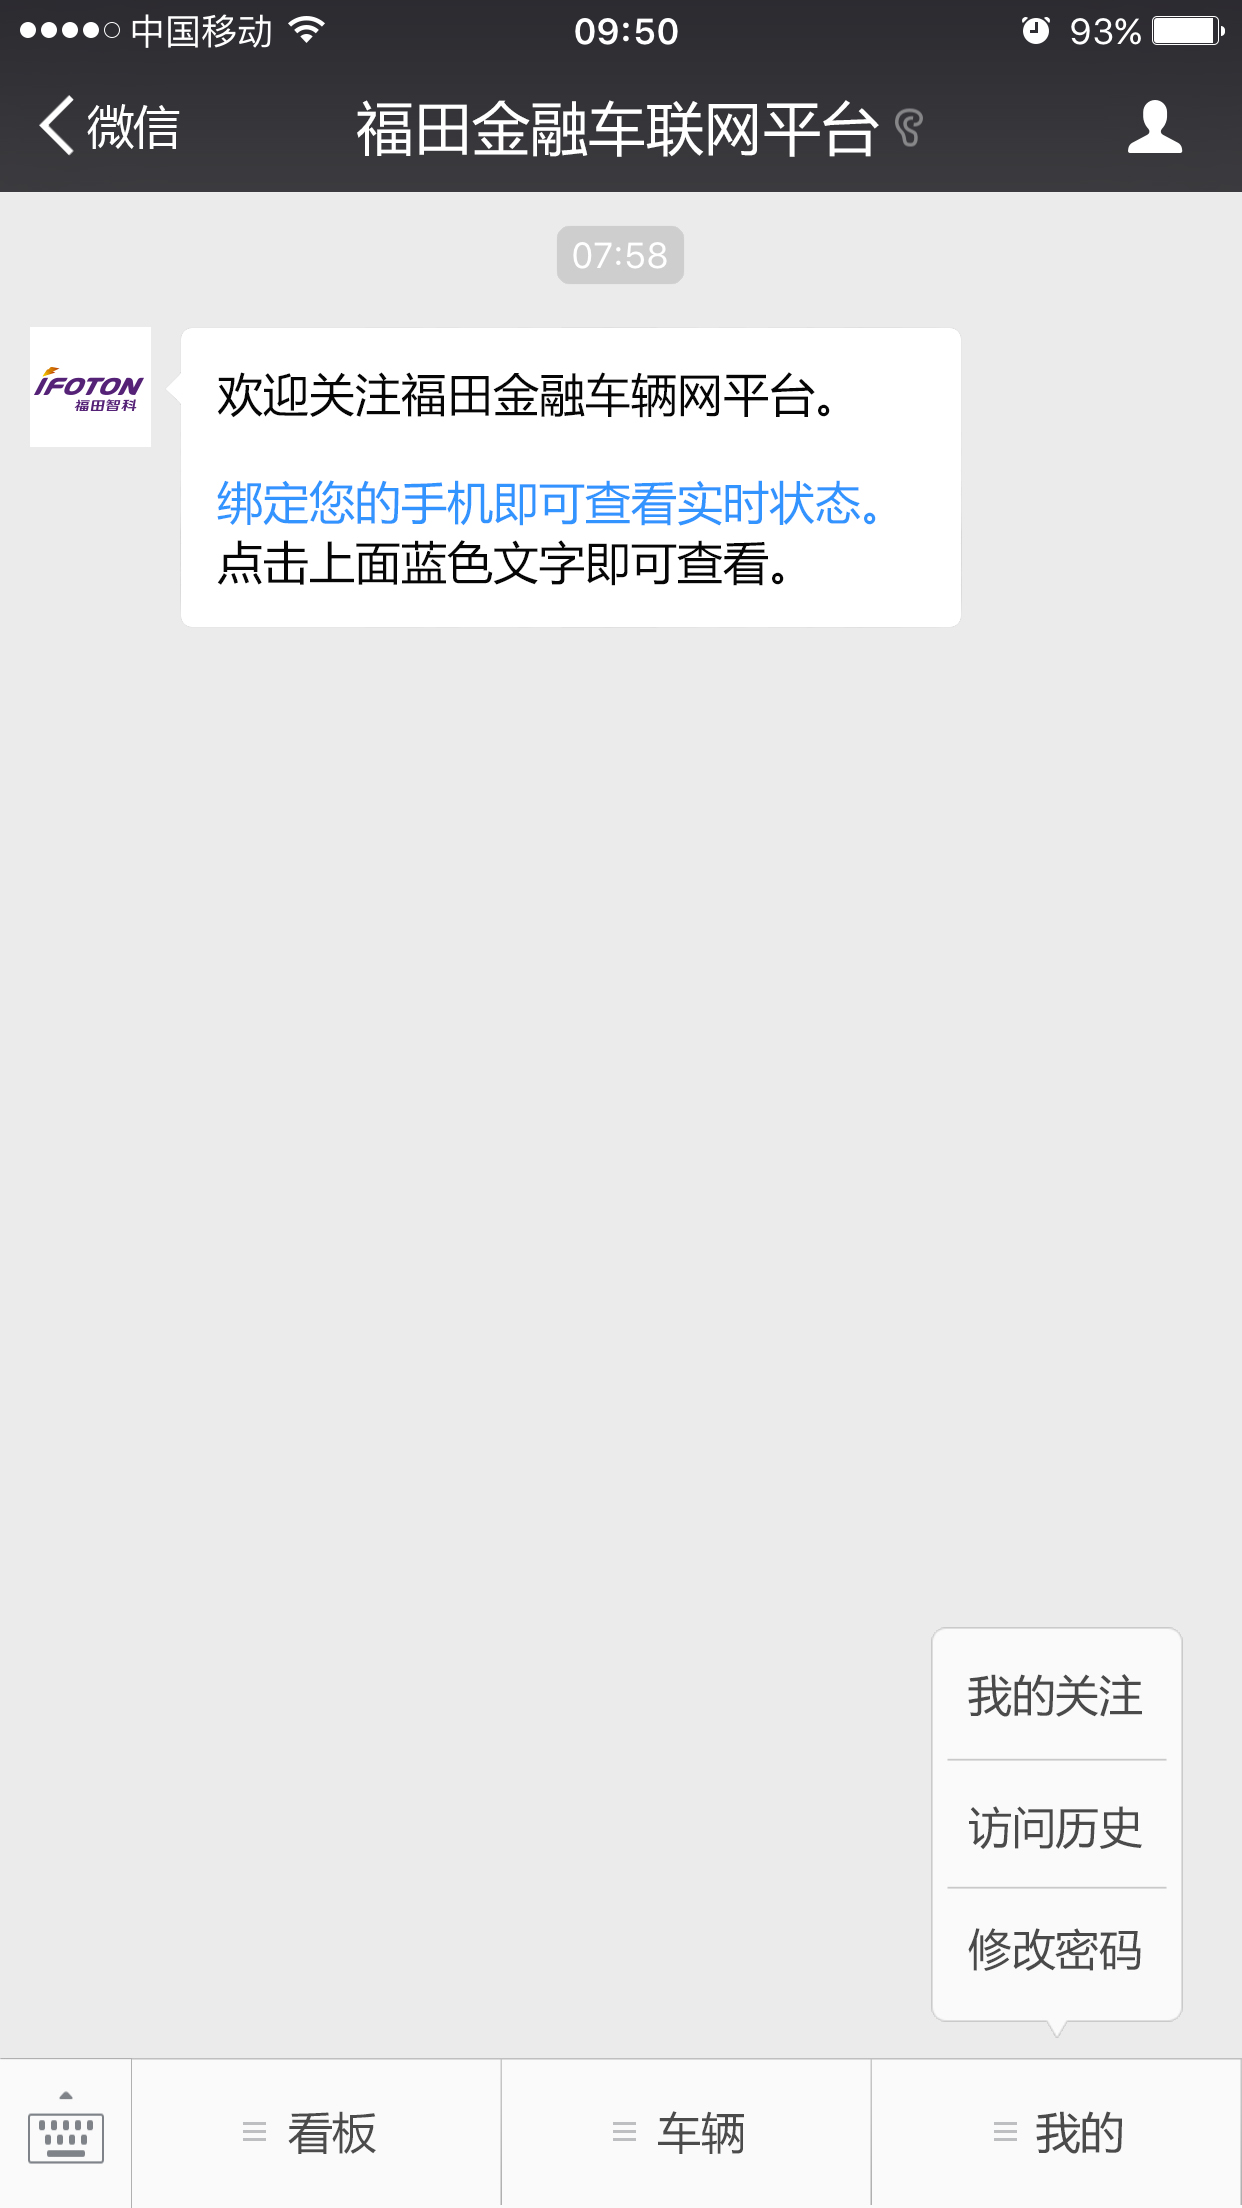 中国移动
09:50
93%
微信
福田金融车联网平台
07:58
iFOTON
福田智科
欢迎关注福田金融车辆网平台。
绑定您的手机即可查看实时状态。
点击上面蓝色文字即可查看。
我的关注
访问历史
修改密码
看板
车辆
我的